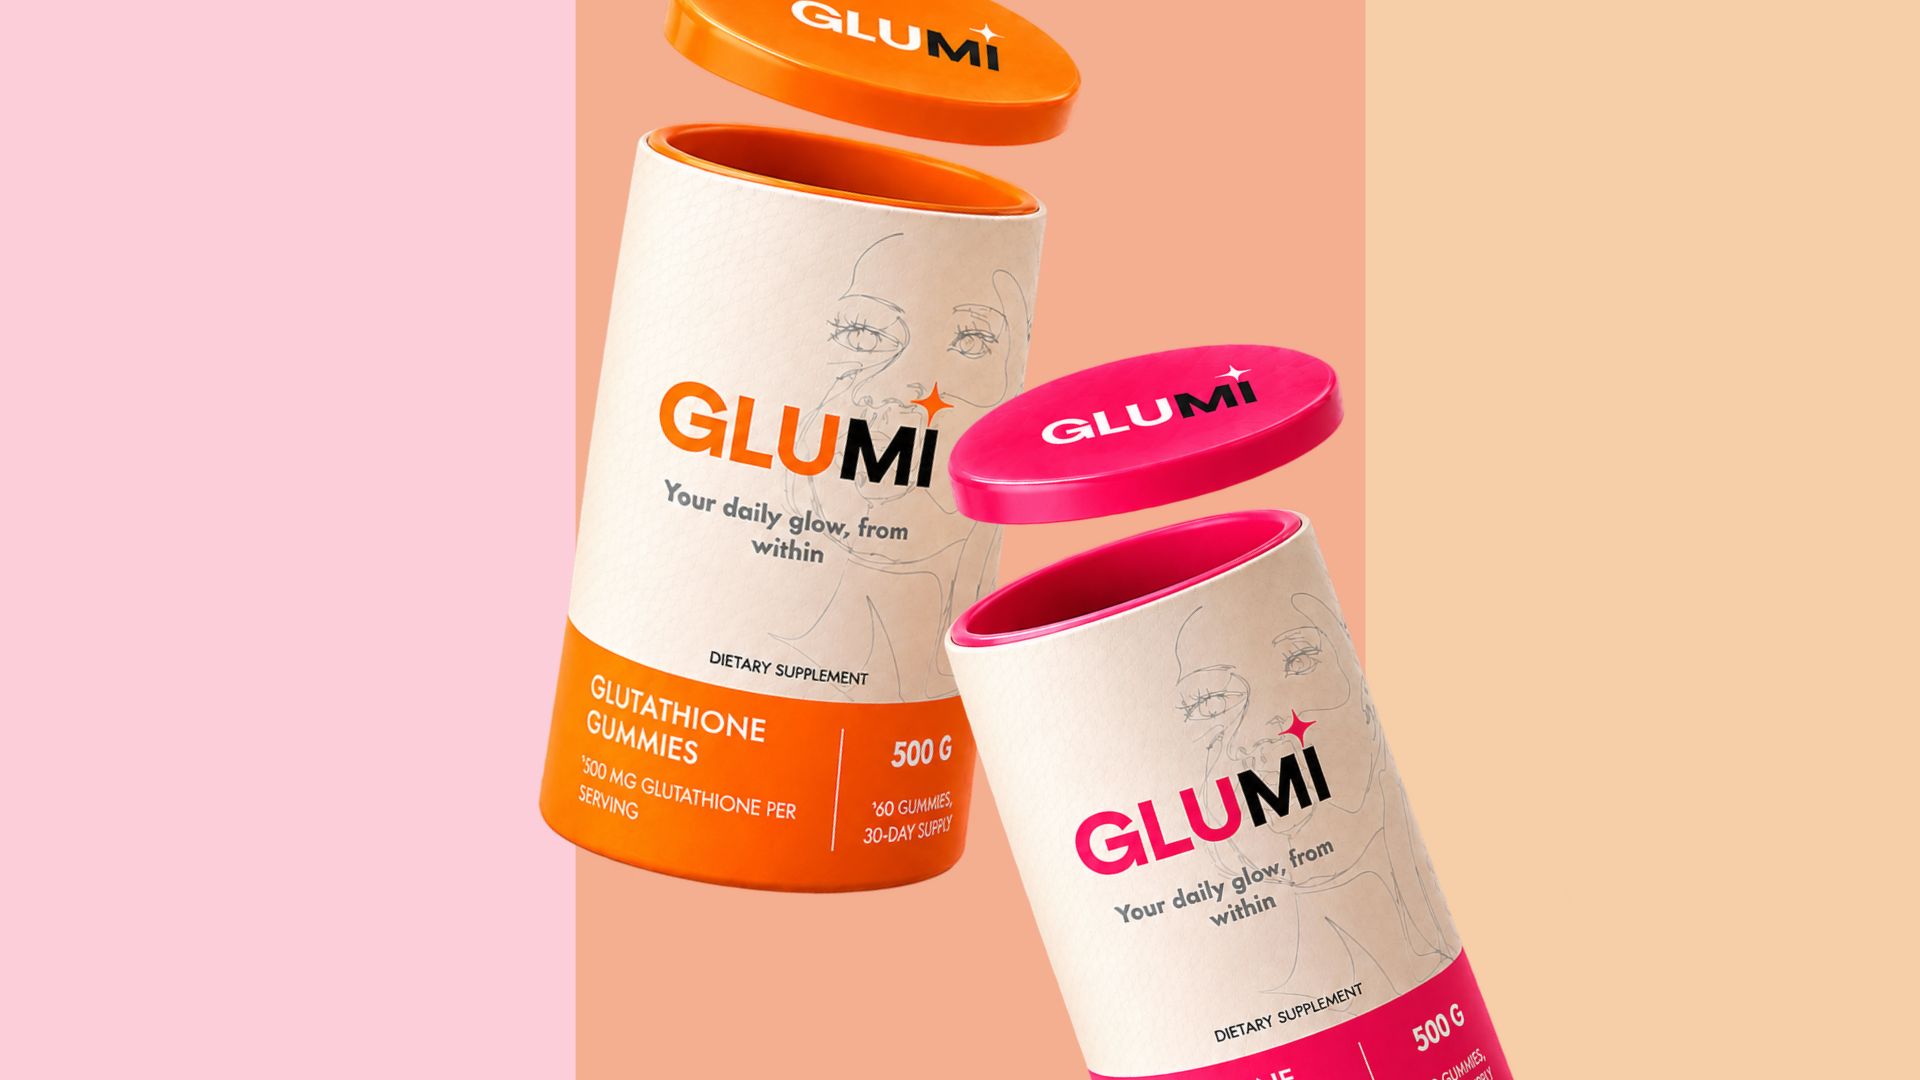 GLUMI
GLUMI
Your daily glow, from
within
DIETARY SUPPLEMENT
GLUTATHIONE
GUMMIES
500 MG GLUTATHIONE PER
SERVING
500 G
60 GUMMIES,
30-DAY SUPPLY
GLUMI
GLUMI
Your daily glow, from
within
DIETARY SUPPLEMENT
500 G
GUMMIES,